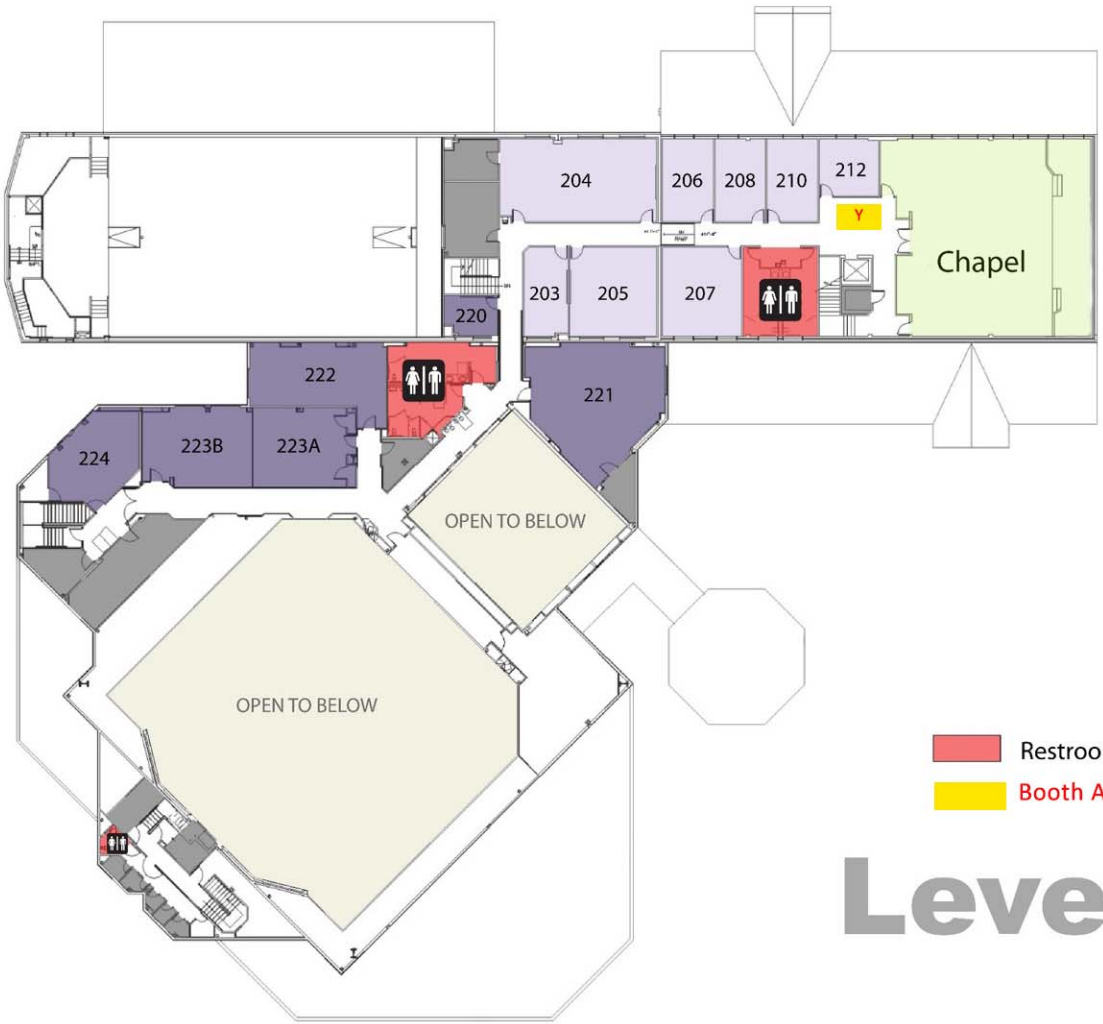 204
206
208
210
212
Y
Chapel
203
205
207
220
222
221
224
223B
223A
OPEN TO BELOW
OPEN TO BELOW
Restroo
Booth A
Leve